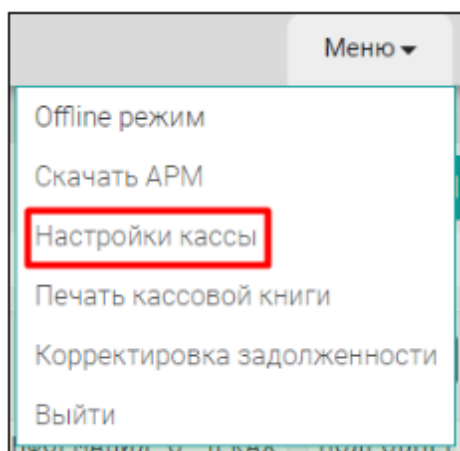 Меню
Offline режим
Скачать АРМ
Настройки кассы
Печать кассовой книги
Корректировка задолженности
Выйти